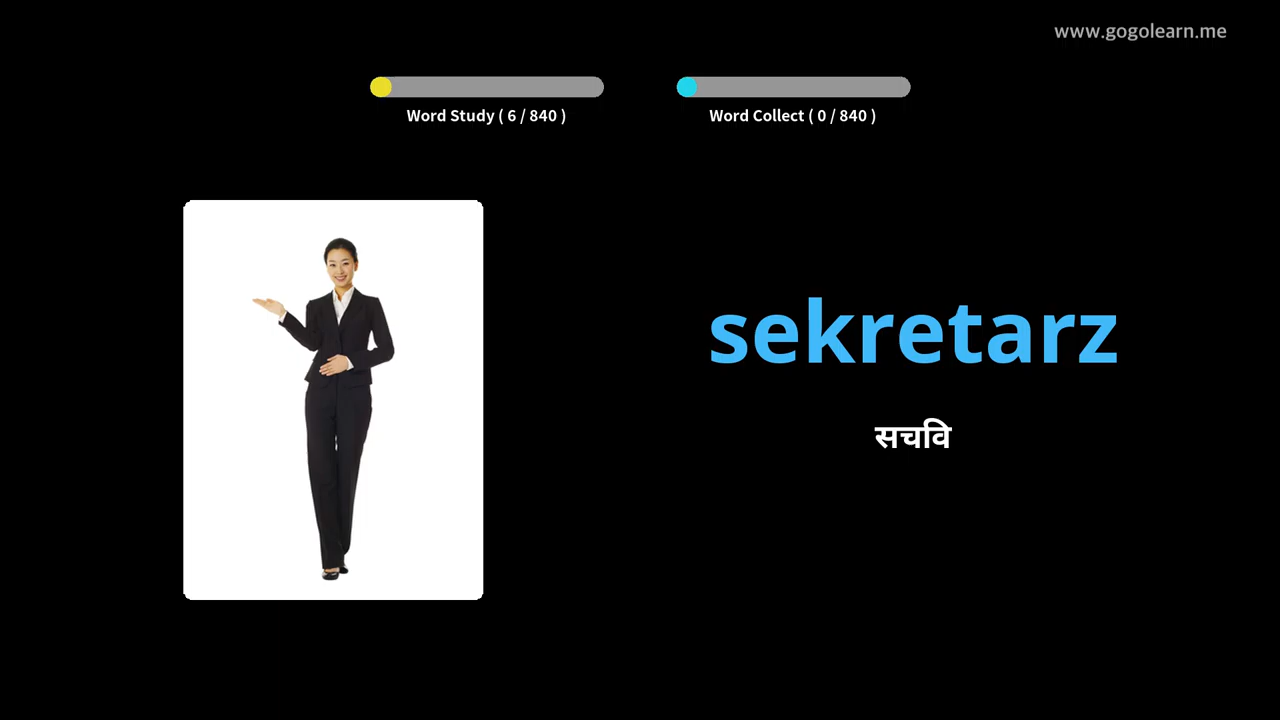 www.gogolearn.me
Word Study ( 6 / 840 )
Word Collect ( 0 / 840 )
sekretarz
सचवि